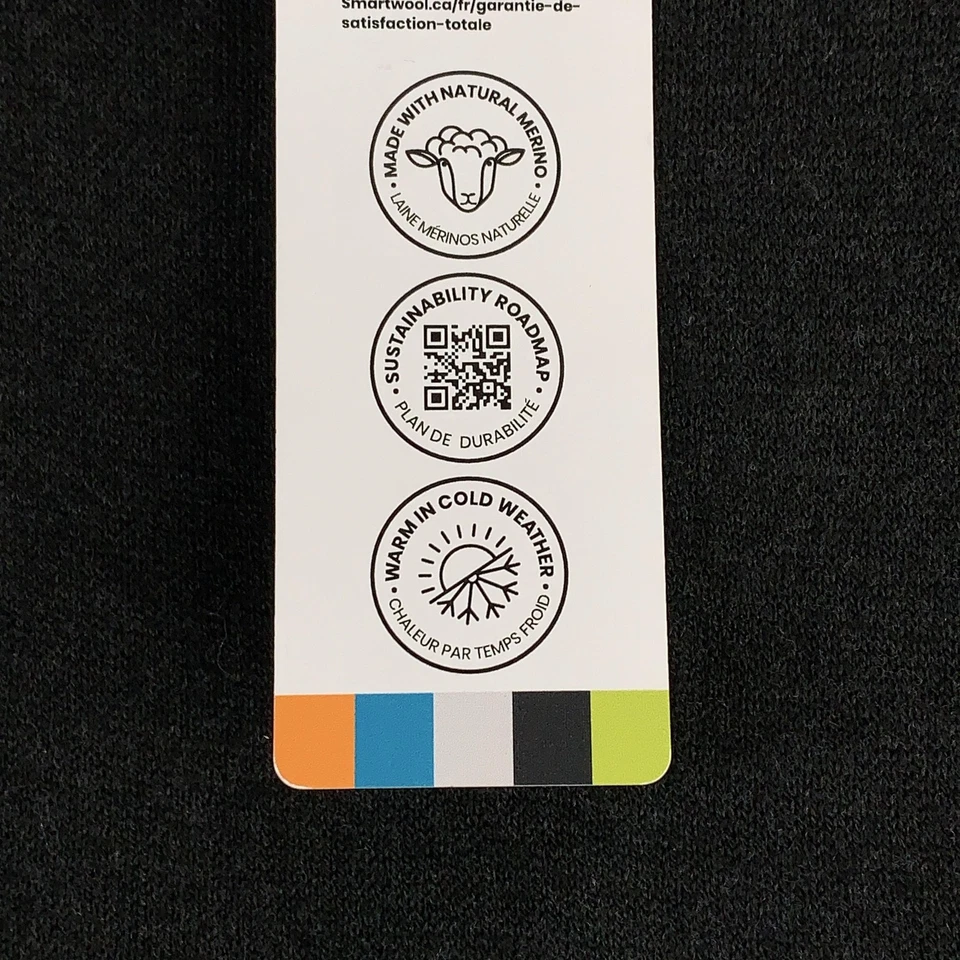 Smartwool.ca/fr/garantie-de-
satisfaction-totale
MADE WITH NATURAL MERINO
• LAINE MÉRINOS NATURELLE •
SUSTAINABILITY ROADMAP
• PLAN DE DURABILITÉ •
WARM IN COLD WEATHER
• CHALEUR PAR TEMPS FROID •